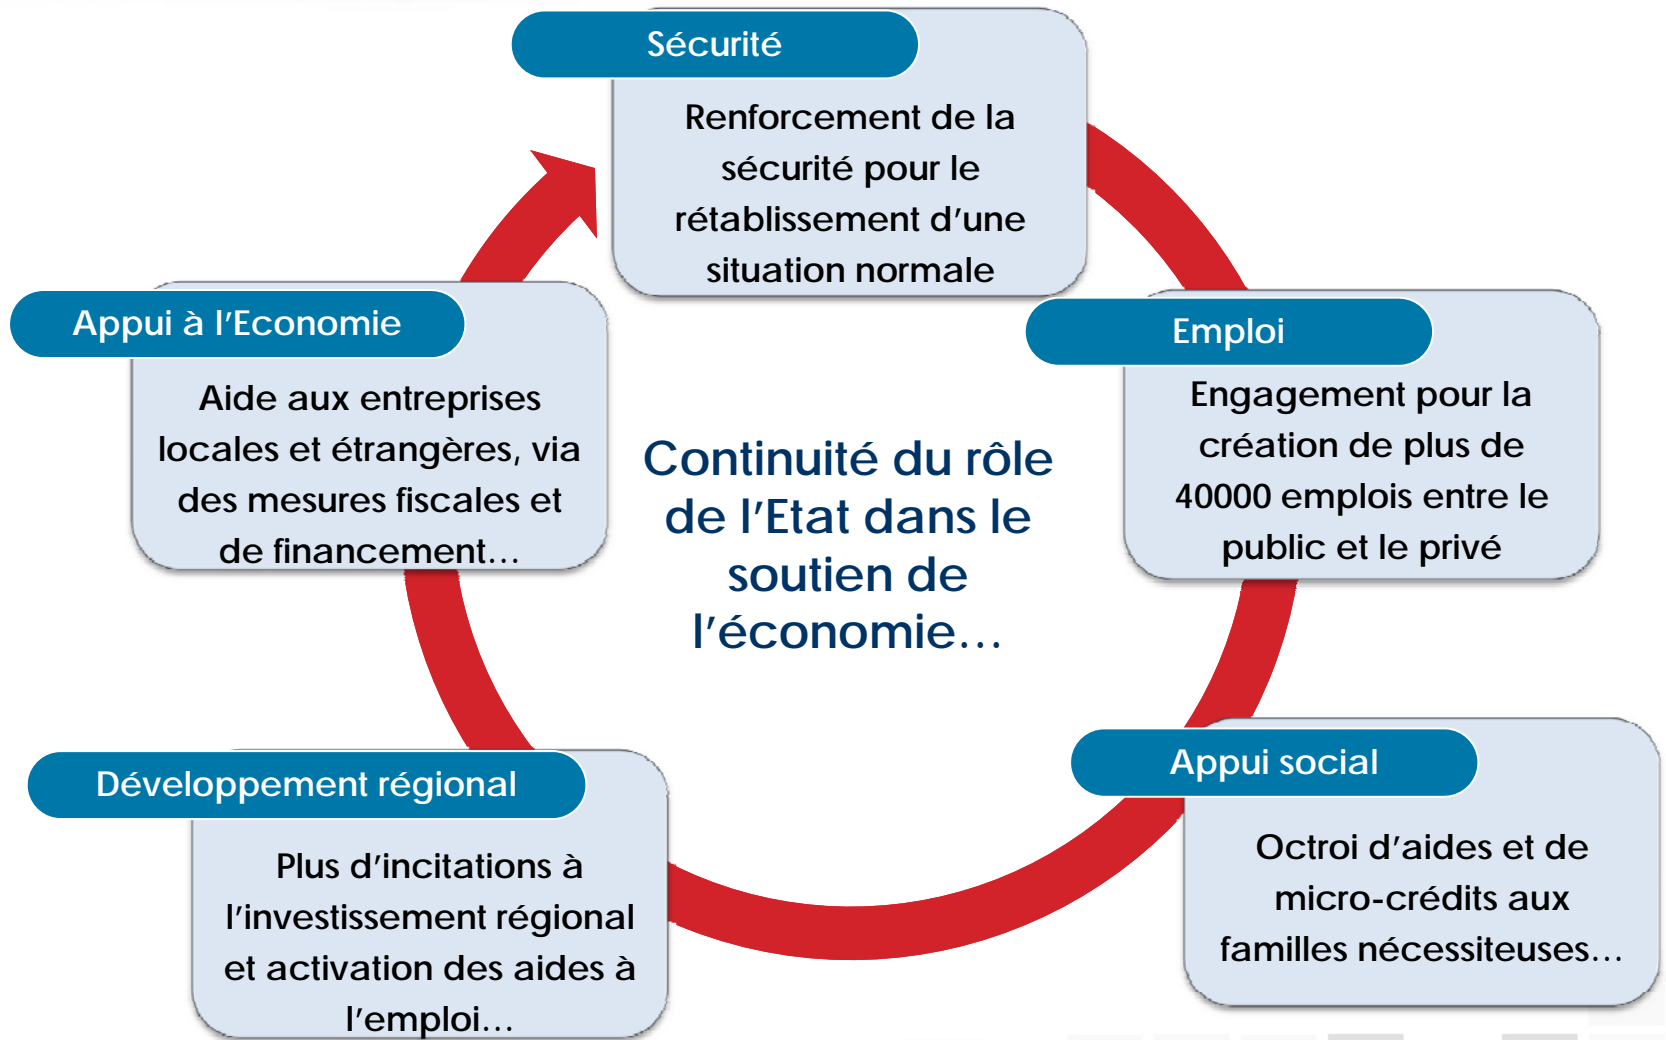 Sécurité
Renforcement de la
sécurité pour le
rétablissement d’une
situation normale
Emploi
Engagement pour la
création de plus de
40000 emplois entre le
public et le privé
Appui social
Octroi d’aides et de
micro-crédits aux
familles nécessiteuses…
Développement régional
Plus d’incitations à
l’investissement régional
et activation des aides à
l’emploi…
Appui à l’Economie
Aide aux entreprises
locales et étrangères, via
des mesures fiscales et
de financement…
Continuité du rôle
de l’Etat dans le
soutien de
l’économie…